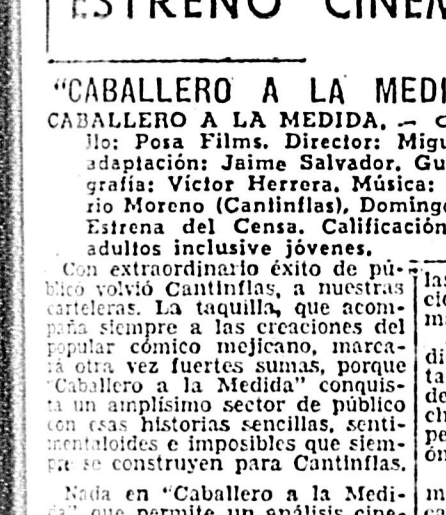 ESTRENO CINEM
"CABALLERO A LA MEDI
CABALLERO A LA MEDIDA. — C
llo: Posa Films. Director: Migu
adaptación: Jaime Salvador. Gu
grafía: Víctor Herrera. Música:
rio Moreno (Cantinflas), Domingo
Estrena del Censa. Calificación
adultos inclusive jóvenes.
Con extraordinario éxito de pú-
blico volvió Cantinflas, a nuestras
carteleras. La taquilla, que acom-
paña siempre a las creaciones del
popular cómico mejicano, marca-
rá otra vez fuertes sumas, porque
"Caballero a la Medida" conquis-
ta un amplísimo sector de público
con esas historias sencillas, senti-
mentaloides e imposibles que siem-
pre se construyen para Cantinflas.
Nada en "Caballero a la Medi-
da" que permite un análisis cine-
las
cio
m
di
ta
de
ch
pe
ón
mi
ca